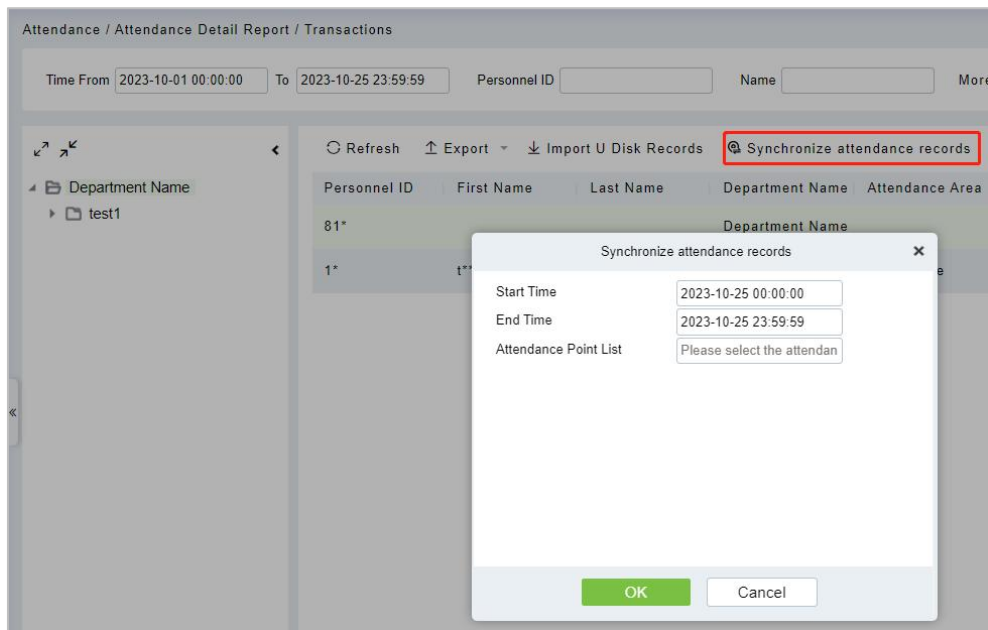 Attendance / Attendance Detail Report / Transactions
Time From 2023-10-01 00:00:00 To 2023-10-25 23:59:59 Personnel ID Name More
Refresh Export Import U Disk Records Synchronize attendance records
Department Name
test1
Personnel ID First Name Last Name Department Name Attendance Area
81* Department Name
1* t**
Synchronize attendance records
Start Time 2023-10-25 00:00:00
End Time 2023-10-25 23:59:59
Attendance Point List Please select the attendan
OK Cancel